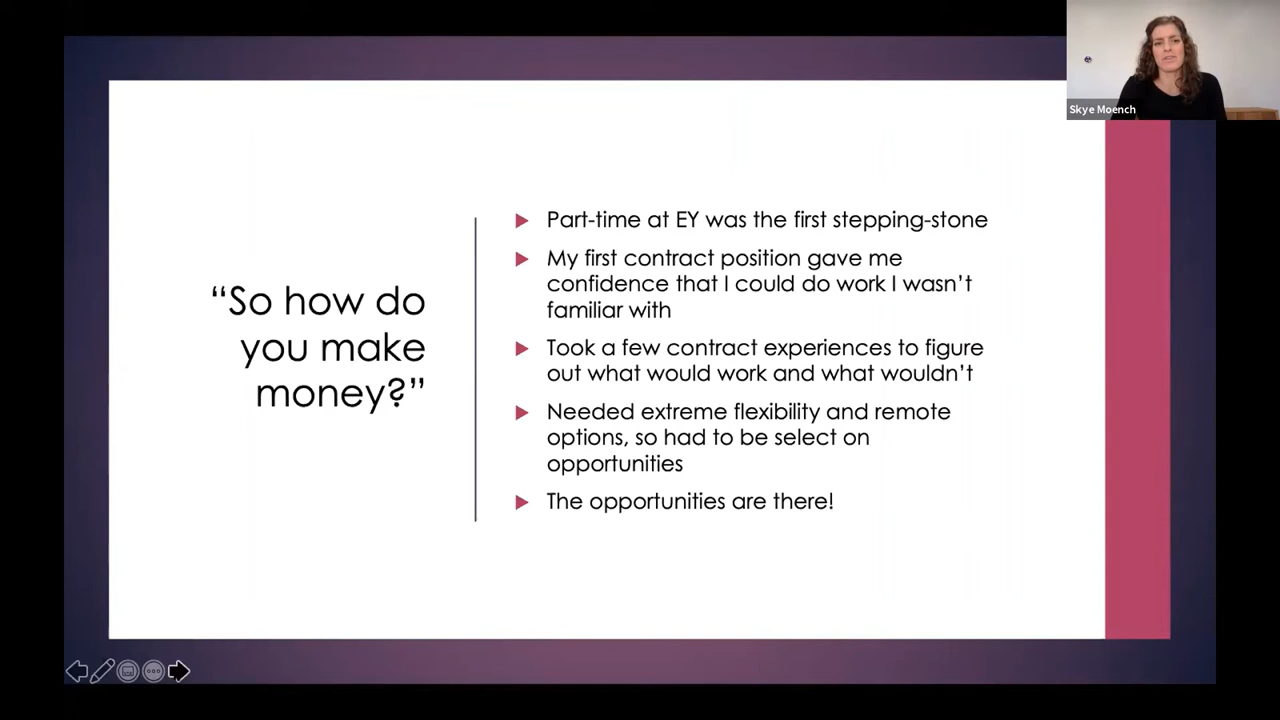 Skye Moench
“So how do
you make
money?”
Part-time at EY was the first stepping-stone
My first contract position gave me
confidence that I could do work I wasn’t
familiar with
Took a few contract experiences to figure
out what would work and what wouldn’t
Needed extreme flexibility and remote
options, so had to be select on
opportunities
The opportunities are there!